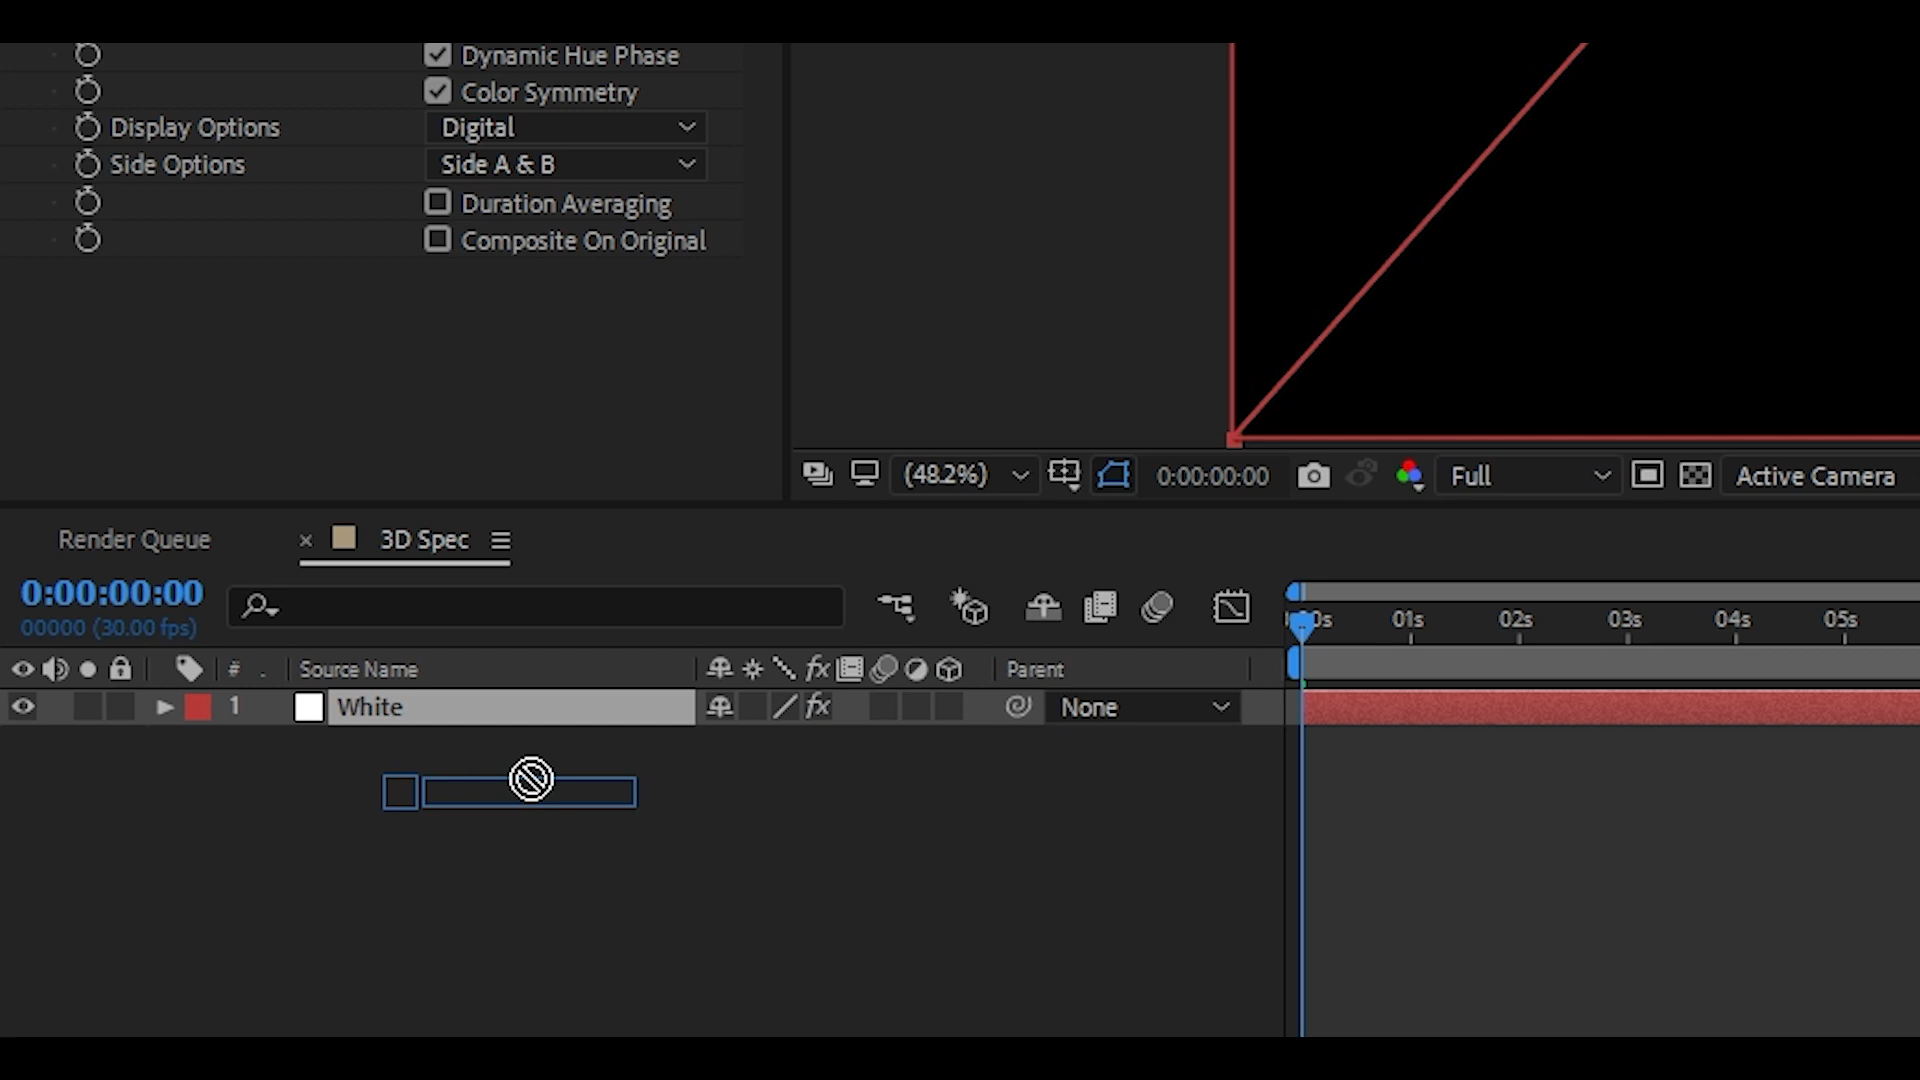 Dynamic Hue Phase
Color Symmetry
Display Options Digital
Side Options Side A & B
Duration Averaging
Composite On Original
(48.2%) 0:00:00:00 Full Active Camera
Render Queue × 3D Spec
0:00:00:00
00000 (30.00 fps)
01s 02s 03s 04s 05s
# . Source Name fx Parent
1 White fx None